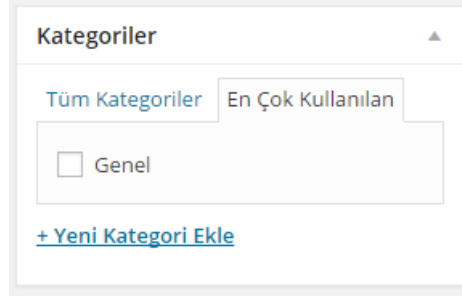 Kategoriler
Tüm Kategoriler En Çok Kullanılan
Genel
+ Yeni Kategori Ekle